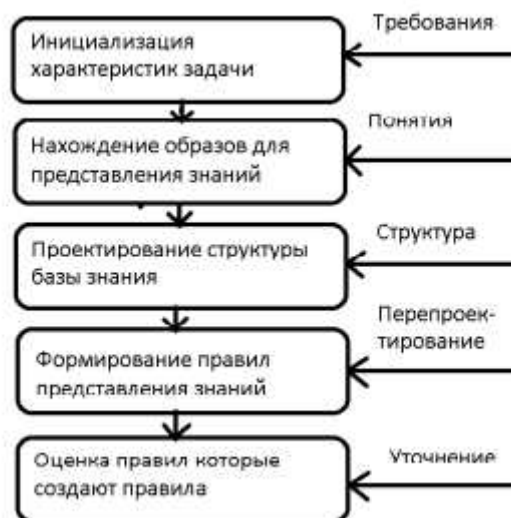 Инициализация
характеристик задачи
Требования
Нахождение образов для
представления знаний
Понятия
Проектирование структуры
базы знания
Структура
Формирование правил
представления знаний
Перепроек-
тирование
Оценка правил которые
создают правила
Уточнение